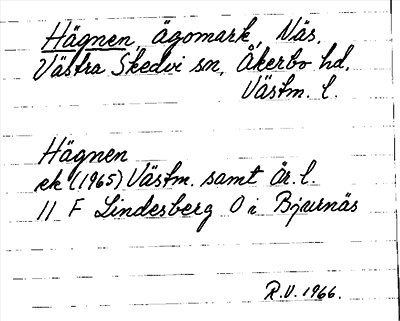 Hägnen, ägomark, Näs,
Västra Skedvi sn, Åkerbo hd,
Västm. l.
Hägnen
ek (1965) Västm. samt Ör. l.
11 F Lindesberg O i Bjurnäs
R.V. 1966.